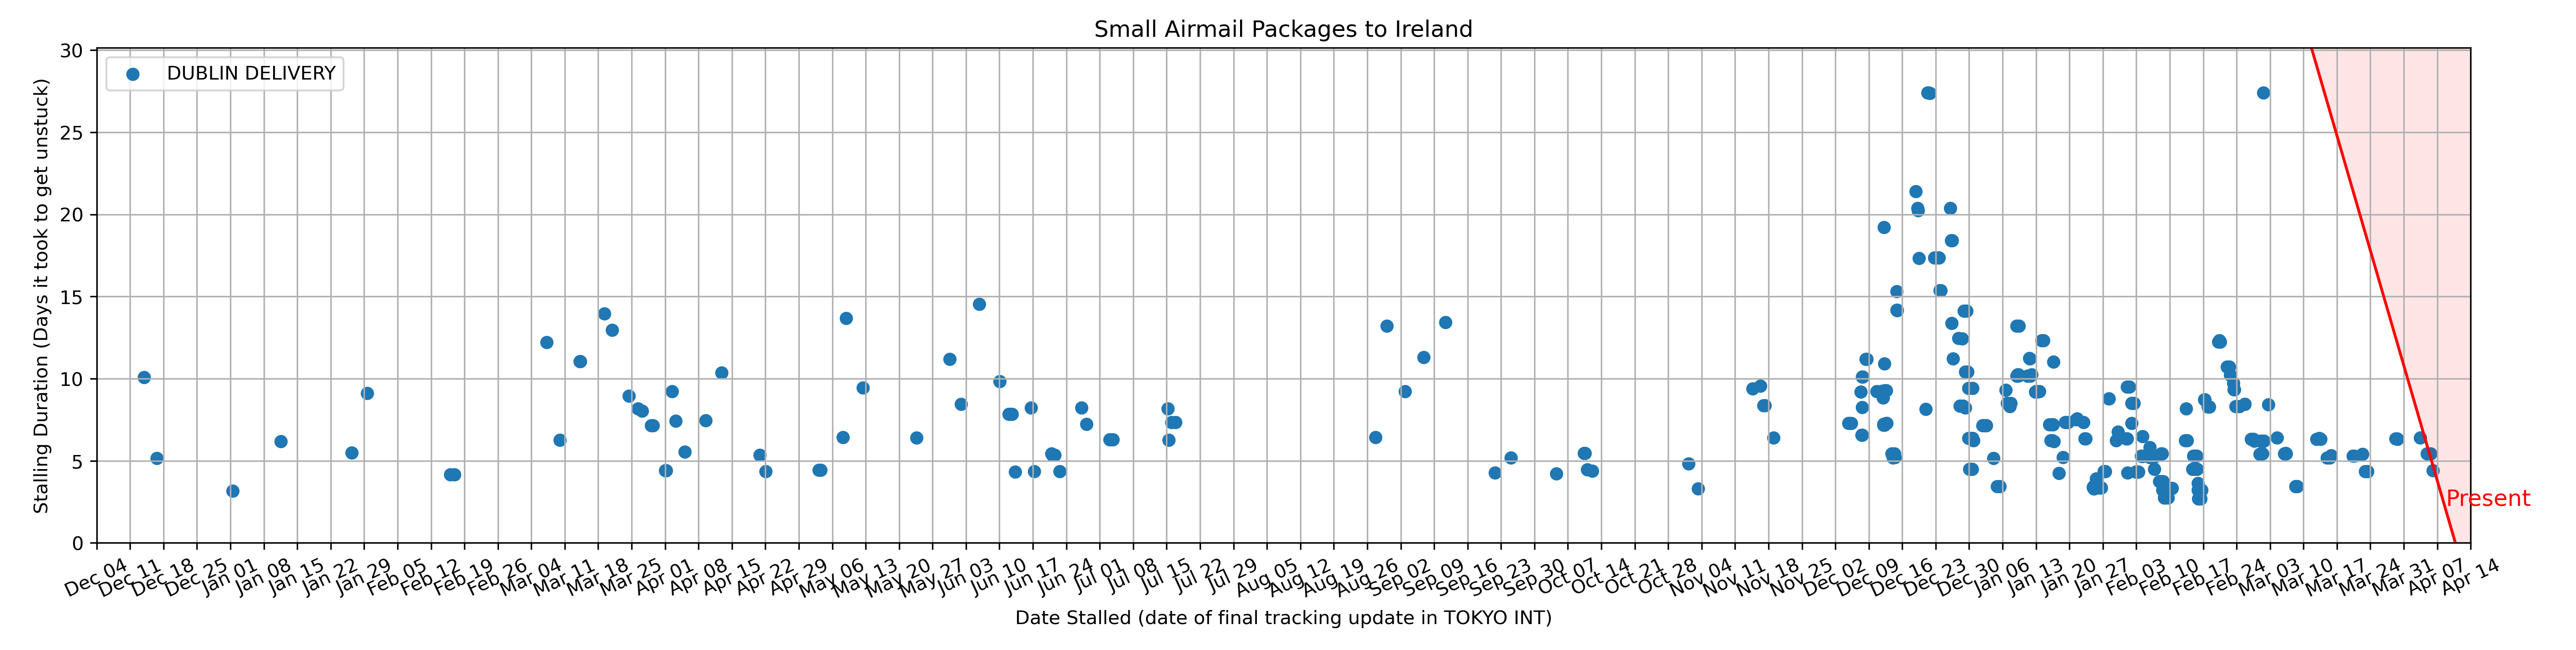 Small Airmail Packages to Ireland
DUBLIN DELIVERY
Stalling Duration (Days it took to get unstuck)
30
25
20
15
10
5
0
Present
Dec 04 Dec 11 Dec 18 Dec 25 Jan 01 Jan 08 Jan 15 Jan 22 Jan 29 Feb 05 Feb 12 Feb 19 Feb 26 Mar 04 Mar 11 Mar 18 Mar 25 Apr 01 Apr 08 Apr 15 Apr 22 Apr 29 May 06 May 13 May 20 May 27 Jun 03 Jun 10 Jun 17 Jun 24 Jul 01 Jul 08 Jul 15 Jul 22 Jul 29 Aug 05 Aug 12 Aug 19 Aug 26 Sep 02 Sep 09 Sep 16 Sep 23 Sep 30 Oct 07 Oct 14 Oct 21 Oct 28 Nov 04 Nov 11 Nov 18 Nov 25 Dec 02 Dec 09 Dec 16 Dec 23 Dec 30 Jan 06 Jan 13 Jan 20 Jan 27 Feb 03 Feb 10 Feb 17 Feb 24 Mar 03 Mar 10 Mar 17 Mar 24 Mar 31 Apr 07 Apr 14
Date Stalled (date of final tracking update in TOKYO INT)